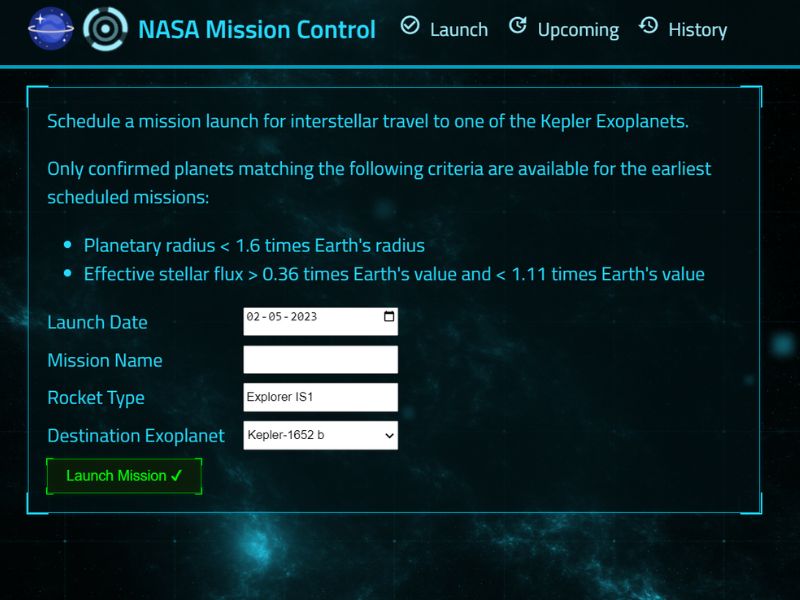 NASA Mission Control Launch Upcoming History
Schedule a mission launch for interstellar travel to one of the Kepler Exoplanets.
Only confirmed planets matching the following criteria are available for the earliest
scheduled missions:
• Planetary radius < 1.6 times Earth's radius
• Effective stellar flux > 0.36 times Earth's value and < 1.11 times Earth's value
Launch Date 02-05-2023
Mission Name
Rocket Type Explorer IS1
Destination Exoplanet Kepler-1652 b
Launch Mission ✓